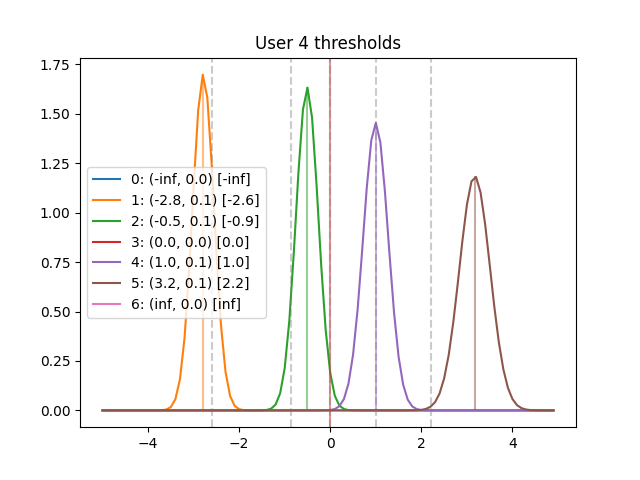 User 4 thresholds
1.75
1.50
1.25
1.00
0.75
0.50
0.25
0.00
0: (-inf, 0.0) [-inf]
1: (-2.8, 0.1) [-2.6]
2: (-0.5, 0.1) [-0.9]
3: (0.0, 0.0) [0.0]
4: (1.0, 0.1) [1.0]
5: (3.2, 0.1) [2.2]
6: (inf, 0.0) [inf]
−4
−2
0
2
4